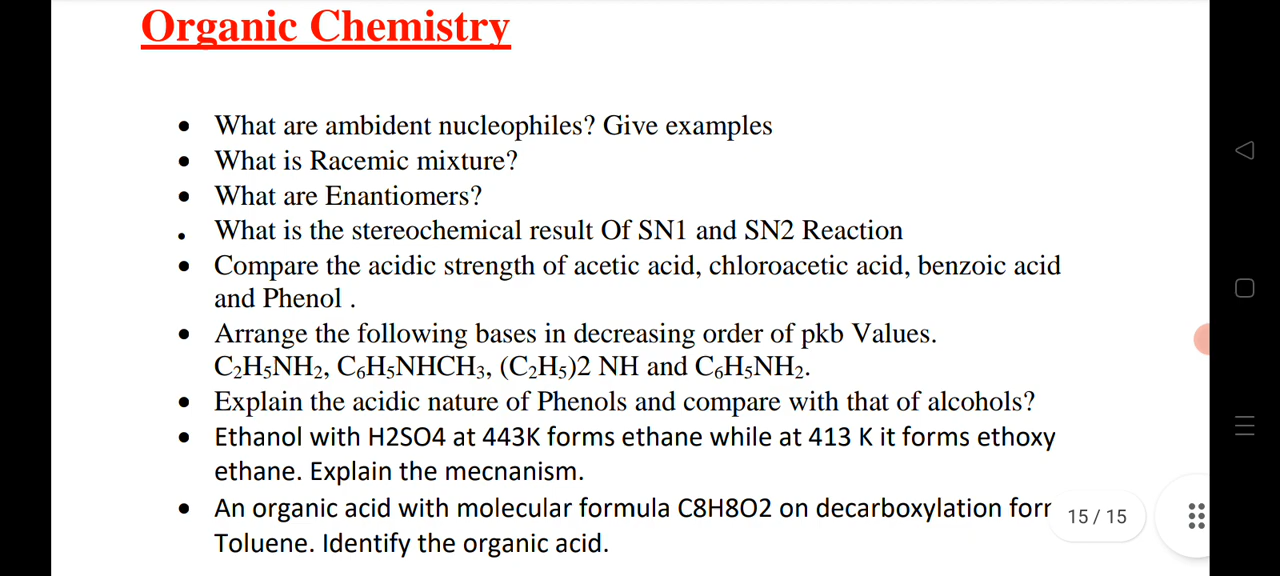 Organic Chemistry
• What are ambident nucleophiles? Give examples
• What is Racemic mixture?
• What are Enantiomers?
• What is the stereochemical result Of SN1 and SN2 Reaction
• Compare the acidic strength of acetic acid, chloroacetic acid, benzoic acid
and Phenol .
• Arrange the following bases in decreasing order of pkb Values.
C₂H₅NH₂, C₆H₅NHCH₃, (C₂H₅)2 NH and C₆H₅NH₂.
• Explain the acidic nature of Phenols and compare with that of alcohols?
• Ethanol with H2SO4 at 443K forms ethane while at 413 K it forms ethoxy
ethane. Explain the mecnanism.
• An organic acid with molecular formula C8H8O2 on decarboxylation
Toluene. Identify the organic acid.
15 / 15